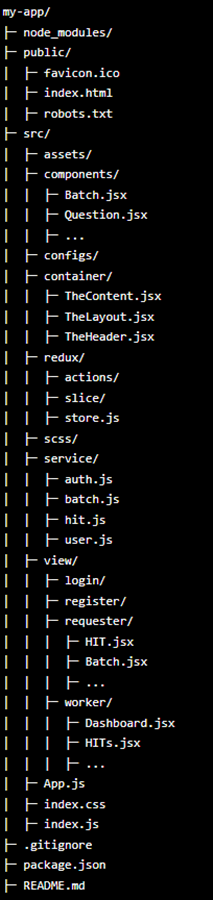 my-app/
├─ node_modules/
├─ public/
│  ├─ favicon.ico
│  ├─ index.html
│  ├─ robots.txt
├─ src/
│  ├─ assets/
│  ├─ components/
│  │  ├─ Batch.jsx
│  │  ├─ Question.jsx
│  │  ├─ ...
│  ├─ configs/
│  ├─ container/
│  │  ├─ TheContent.jsx
│  │  ├─ TheLayout.jsx
│  │  ├─ TheHeader.jsx
│  ├─ redux/
│  │  ├─ actions/
│  │  ├─ slice/
│  │  ├─ store.js
│  ├─ scss/
│  ├─ service/
│  │  ├─ auth.js
│  │  ├─ batch.js
│  │  ├─ hit.js
│  │  ├─ user.js
│  ├─ view/
│  │  ├─ login/
│  │  ├─ register/
│  │  ├─ requester/
│  │  │  ├─ HIT.jsx
│  │  │  ├─ Batch.jsx
│  │  │  ├─ ...
│  │  ├─ worker/
│  │  │  ├─ Dashboard.jsx
│  │  │  ├─ HITs.jsx
│  │  │  ├─ ...
│  ├─ App.js
│  ├─ index.css
│  ├─ index.js
├─ .gitignore
├─ package.json
├─ README.md